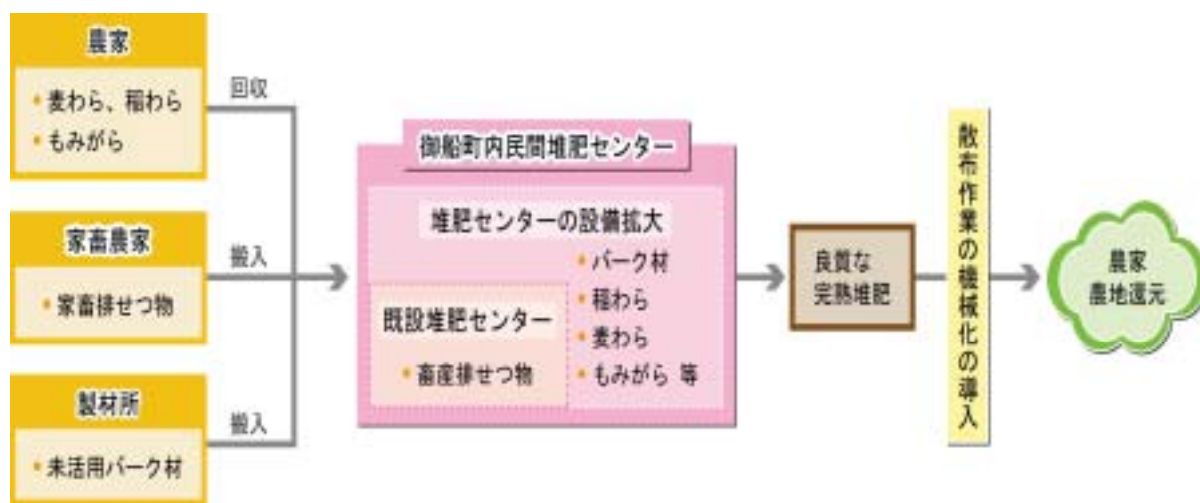 農家
・麦わら、稲わら
・もみがら
回収
家畜農家
・家畜排せつ物
搬入
製材所
・未活用バーク材
搬入
御船町内民間堆肥センター
堆肥センターの設備拡大
・バーク材
・稲わら
・麦わら
・もみがら 等
既設堆肥センター
・畜産排せつ物
良質な
完熟堆肥
散布作業の機械化の導入
農家
農地還元